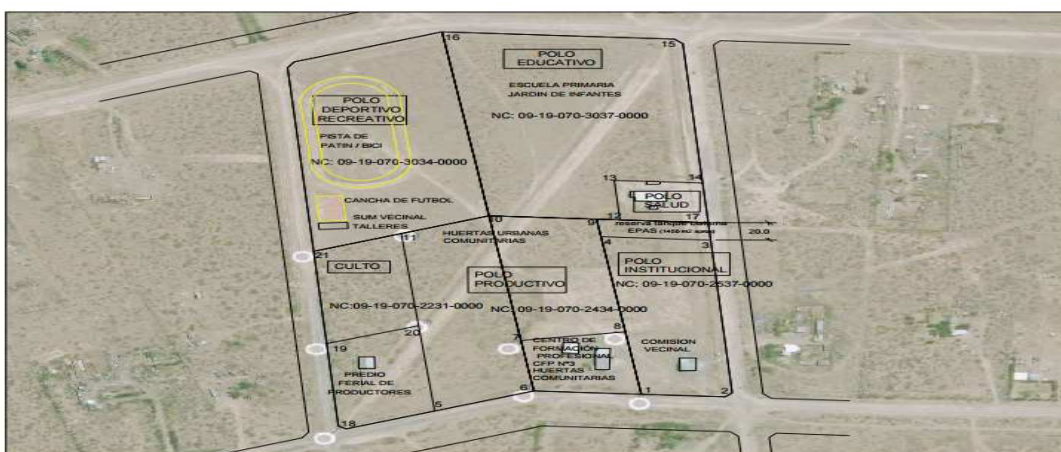 16
15
POLO
EDUCATIVO
ESCUELA PRIMARIA
JARDIN DE INFANTES
NC: 09-19-070-3037-0000
POLO
DEPORTIVO
RECREATIVO
PISTA DE
PATIN / BICI
NC: 09-19-070-3034-0000
CANCHA DE FUTBOL
SUM VECINAL
TALLERES
13
14
POLO
SALUD
12
17
10
9
EPAS
20.0
11
HUERTAS URBANAS
COMUNITARIAS
4
3
21
CULTO
POLO
PRODUCTIVO
POLO
INSTITUCIONAL
NC: 09-19-070-2537-0000
NC:09-19-070-2231-0000
NC: 09-19-070-2434-0000
20
19
7
8
CENTRO DE
FORMACIÓN
PROFESIONAL
CFP Nº3
HUERTAS
COMUNITARIAS
COMISION
VECINAL
PREDIO
FERIAL DE
PRODUCTORES
6
1
2
5
18